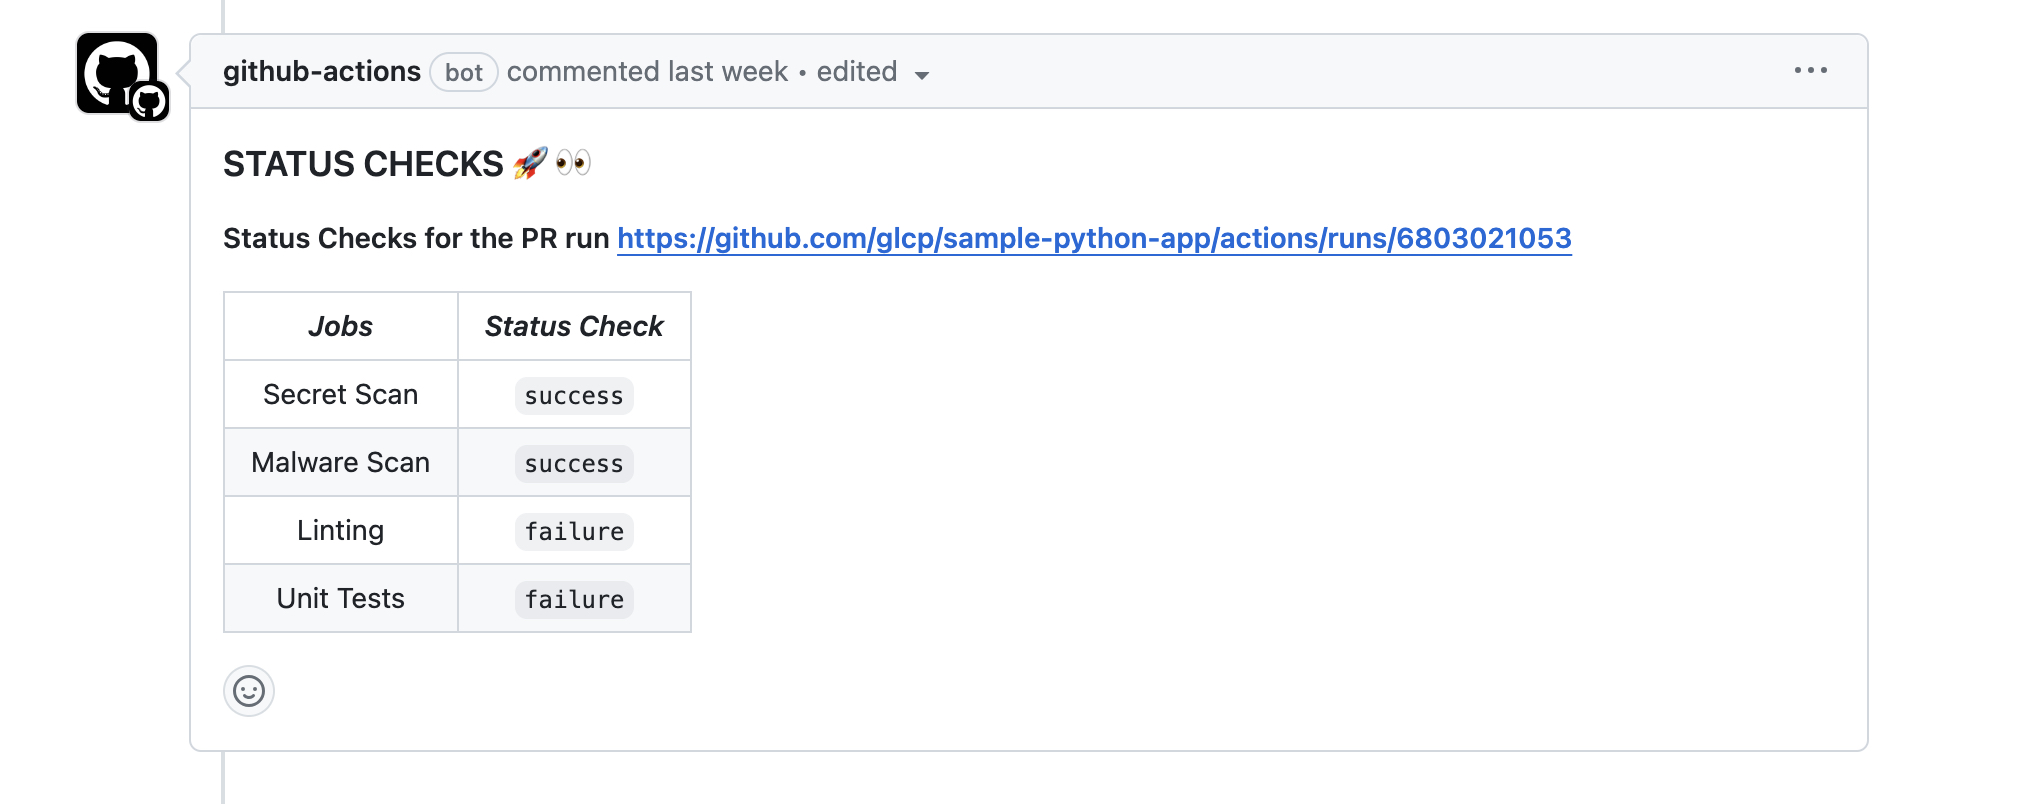 github-actions bot commented last week • edited
STATUS CHECKS 🚀 👀
Status Checks for the PR run https://github.com/glcp/sample-python-app/actions/runs/6803021053
Jobs Status Check
Secret Scan success
Malware Scan success
Linting failure
Unit Tests failure